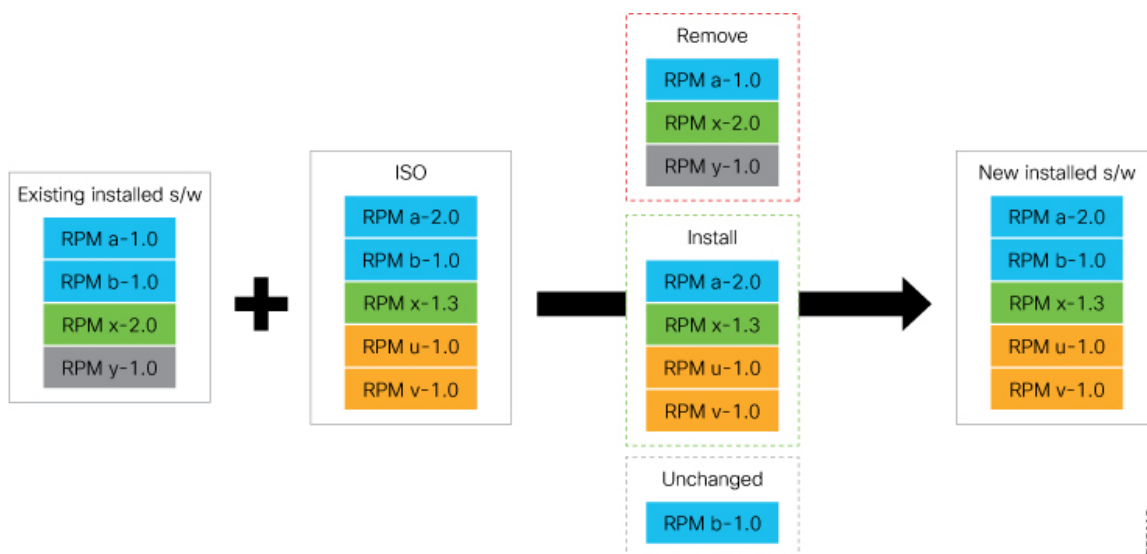 Existing installed s/w
RPM a-1.0
RPM b-1.0
RPM x-2.0
RPM y-1.0
ISO
RPM a-2.0
RPM b-1.0
RPM x-1.3
RPM u-1.0
RPM v-1.0
Remove
RPM a-1.0
RPM x-2.0
RPM y-1.0
Install
RPM a-2.0
RPM x-1.3
RPM u-1.0
RPM v-1.0
Unchanged
RPM b-1.0
New installed s/w
RPM a-2.0
RPM b-1.0
RPM x-1.3
RPM u-1.0
RPM v-1.0